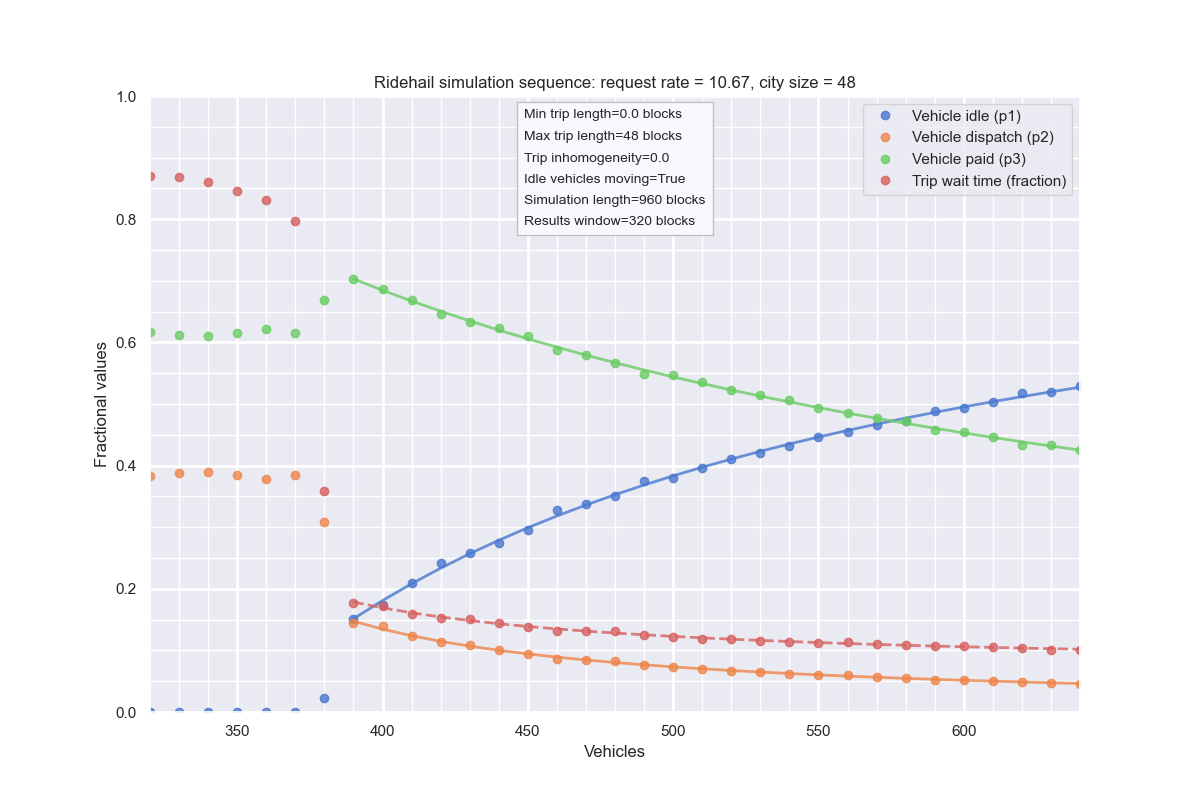 Ridehail simulation sequence: request rate = 10.67, city size = 48
1.0
0.8
0.6
0.4
0.2
0.0
Fractional values
Min trip length=0.0 blocks
Max trip length=48 blocks
Trip inhomogeneity=0.0
Idle vehicles moving=True
Simulation length=960 blocks
Results window=320 blocks
Vehicle idle (p1)
Vehicle dispatch (p2)
Vehicle paid (p3)
Trip wait time (fraction)
350 400 450 500 550 600
Vehicles